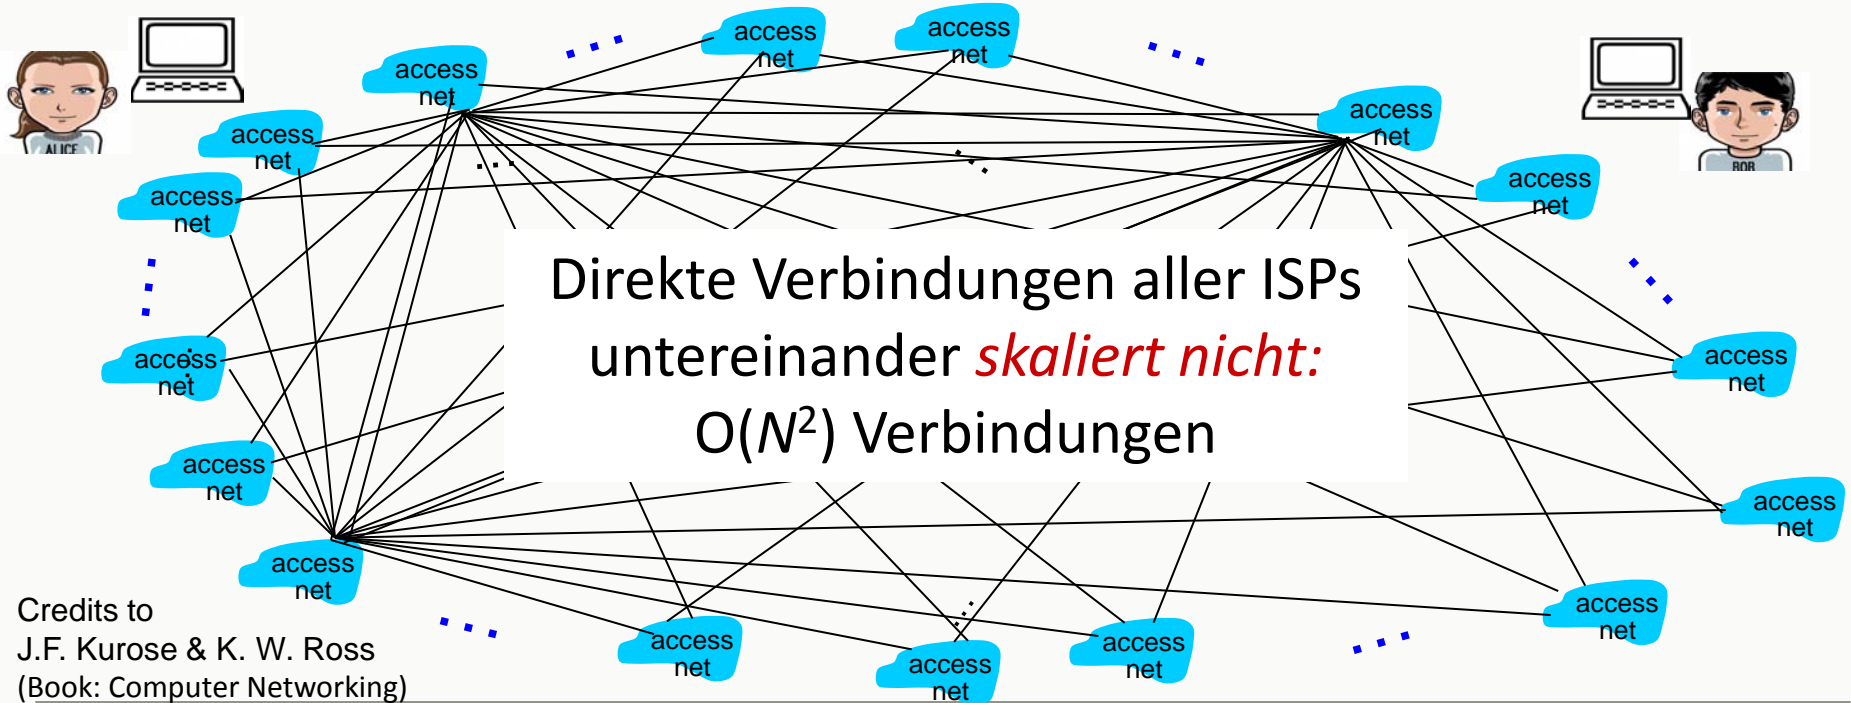 access
net
access
net
access
net
access
net
access
net
access
net
access
net
access
net
access
net
access
net
access
net
access
net
access
net
access
net
access
net
access
net
ALICE
BOB
Direkte Verbindungen aller ISPs
untereinander skaliert nicht:
O(N²) Verbindungen
Credits to
J.F. Kurose & K. W. Ross
(Book: Computer Networking)